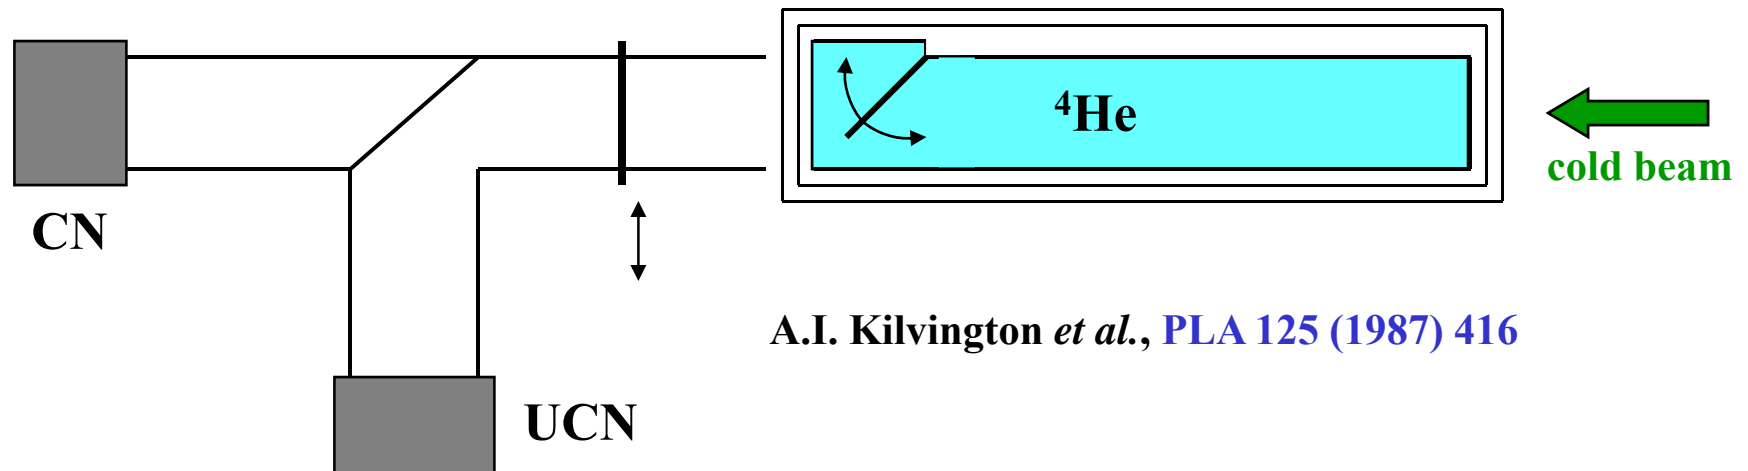 ⁴He
cold beam
CN
A.I. Kilvington et al., PLA 125 (1987) 416
UCN